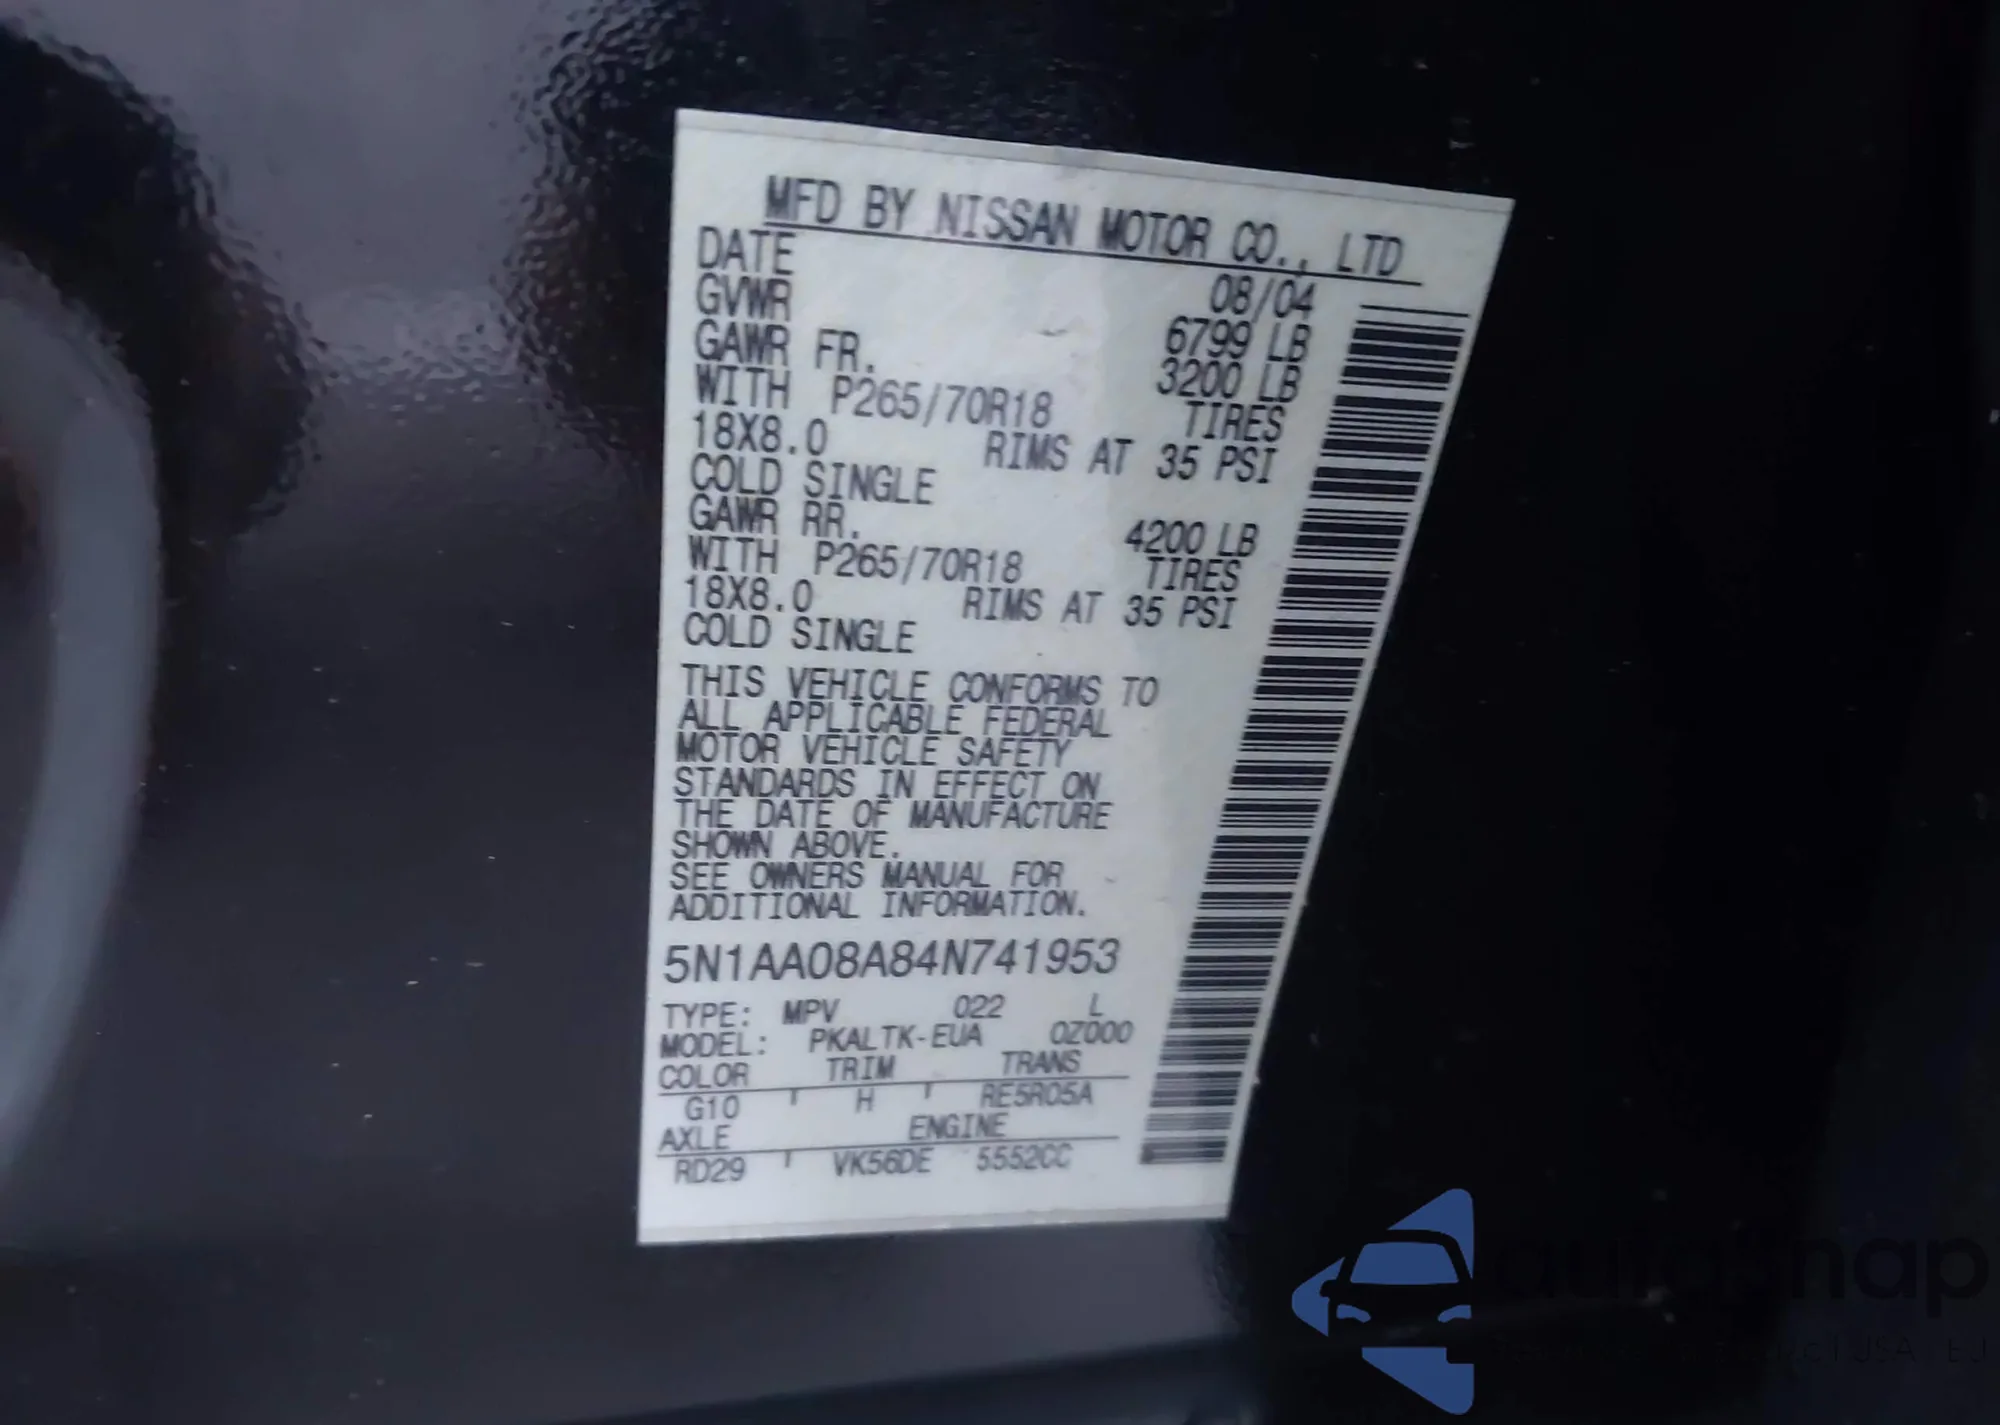 MFD BY NISSAN MOTOR CO., LTD
DATE 08/04
GVWR 6799 LB
GAWR FR. 3200 LB
WITH P265/70R18 TIRES
18X8.0 RIMS AT 35 PSI
COLD SINGLE
GAWR RR. 4200 LB
WITH P265/70R18 TIRES
18X8.0 RIMS AT 35 PSI
COLD SINGLE
THIS VEHICLE CONFORMS TO
ALL APPLICABLE FEDERAL
MOTOR VEHICLE SAFETY
STANDARDS IN EFFECT ON
THE DATE OF MANUFACTURE
SHOWN ABOVE.
SEE OWNERS MANUAL FOR
ADDITIONAL INFORMATION.
5N1AA08A84N741953
TYPE: MPV 022 L
MODEL: PKALTK-EUA 0Z000
COLOR TRIM TRANS
G10 H RE5R05A
AXLE ENGINE
RD29 VK56DE 5552CC